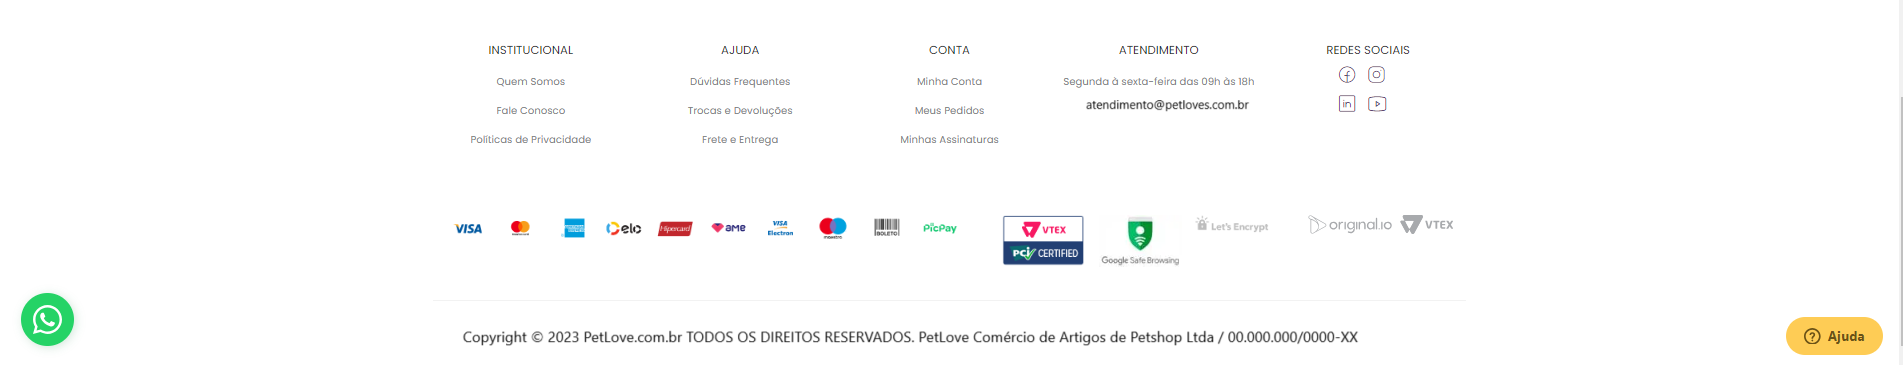 INSTITUCIONAL
Quem Somos
Fale Conosco
Políticas de Privacidade
AJUDA
Dúvidas Frequentes
Trocas e Devoluções
Frete e Entrega
CONTA
Minha Conta
Meus Pedidos
Minhas Assinaturas
ATENDIMENTO
Segunda à sexta-feira das 09h às 18h
atendimento@petloves.com.br
REDES SOCIAIS
in
VISA
elo
Hipercard
AME
VISA
Electron
BOLETO
PicPay
VTEX
PCI CERTIFIED
Google Safe Browsing
Let's Encrypt
original.io
VTEX
Copyright © 2023 PetLove.com.br TODOS OS DIREITOS RESERVADOS. PetLove Comércio de Artigos de Petshop Ltda / 00.000.000/0000-XX
Ajuda